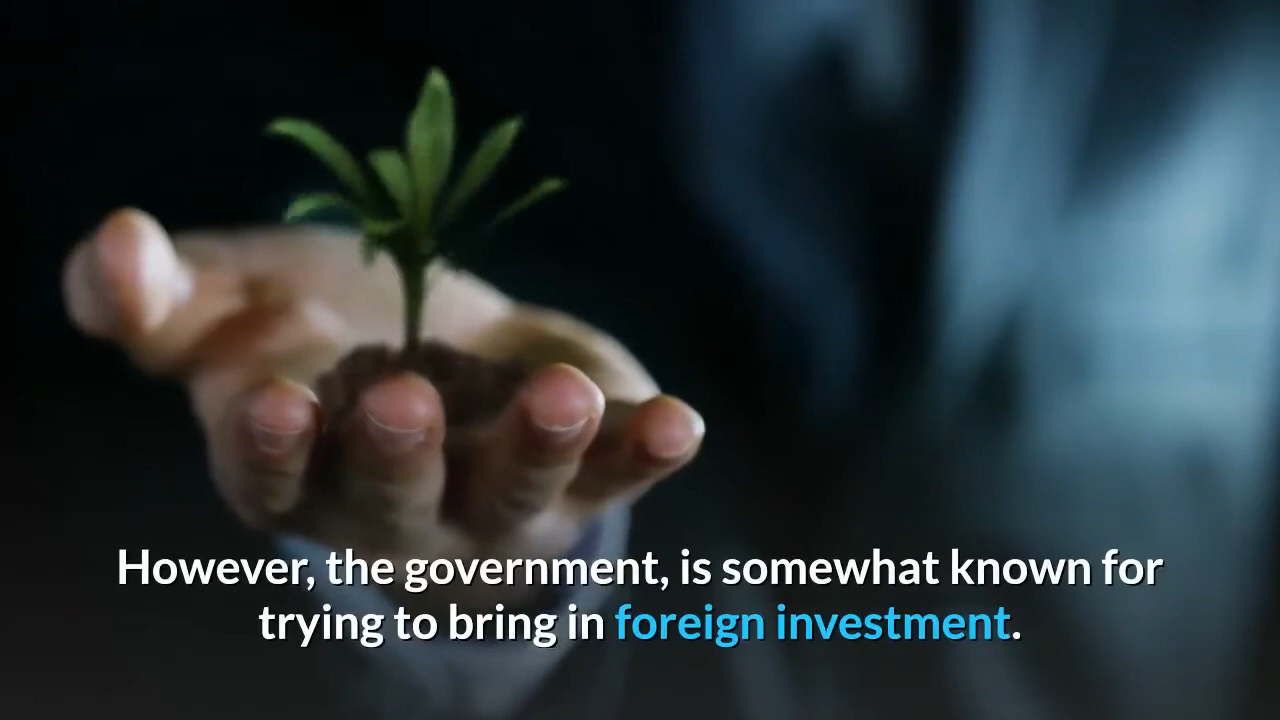 However, the government, is somewhat known for
trying to bring in foreign investment.